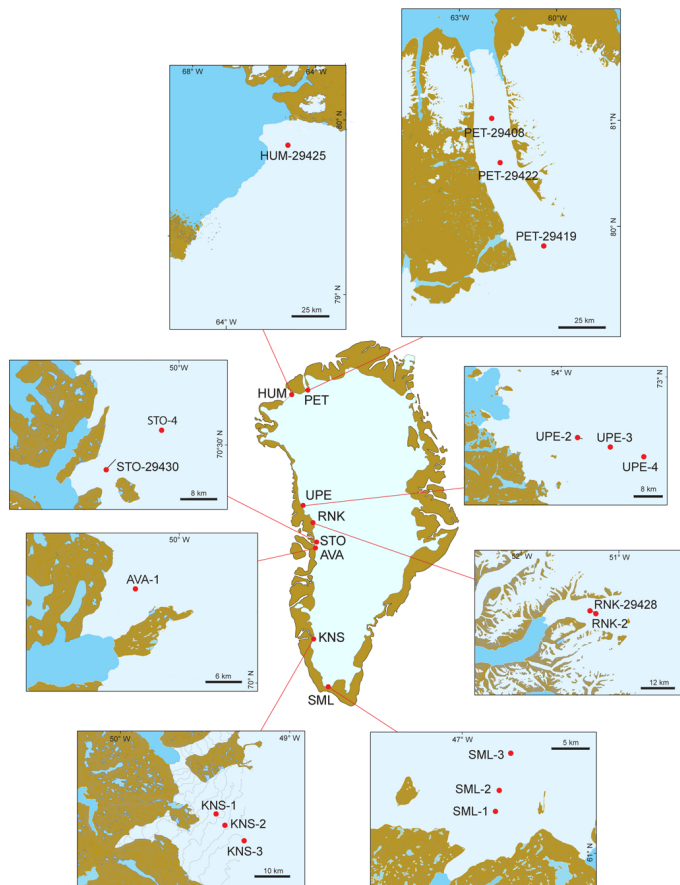 63° W
60° W
68° W
64° W
80° N
HUM-29425
79° N
25 km
64° W
PET-29408
81° N
PET-29422
PET-29419
80° N
25 km
50° W
STO-4
70°30' N
STO-29430
8 km
HUM
PET
UPE
RNK
STO
AVA
KNS
SML
54° W
73° N
UPE-2
UPE-3
UPE-4
8 km
50° W
AVA-1
6 km
70° N
52° W
51° W
RNK-29428
RNK-2
12 km
50° W
49° W
KNS-1
KNS-2
KNS-3
10 km
47° W
5 km
SML-3
SML-2
SML-1
61° N